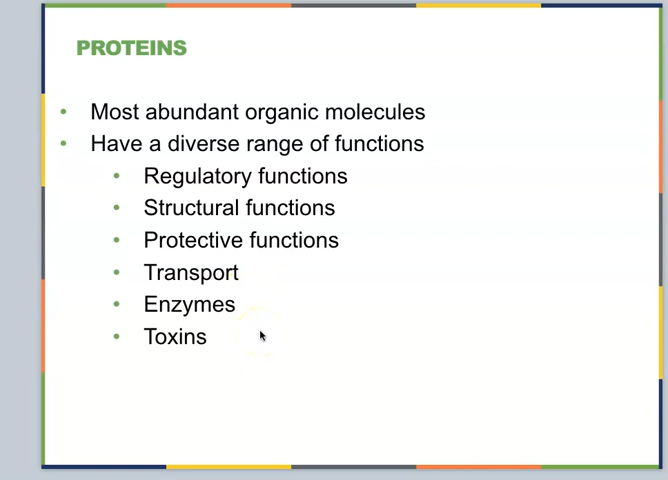 PROTEINS
• Most abundant organic molecules
• Have a diverse range of functions
• Regulatory functions
• Structural functions
• Protective functions
• Transport
• Enzymes
• Toxins